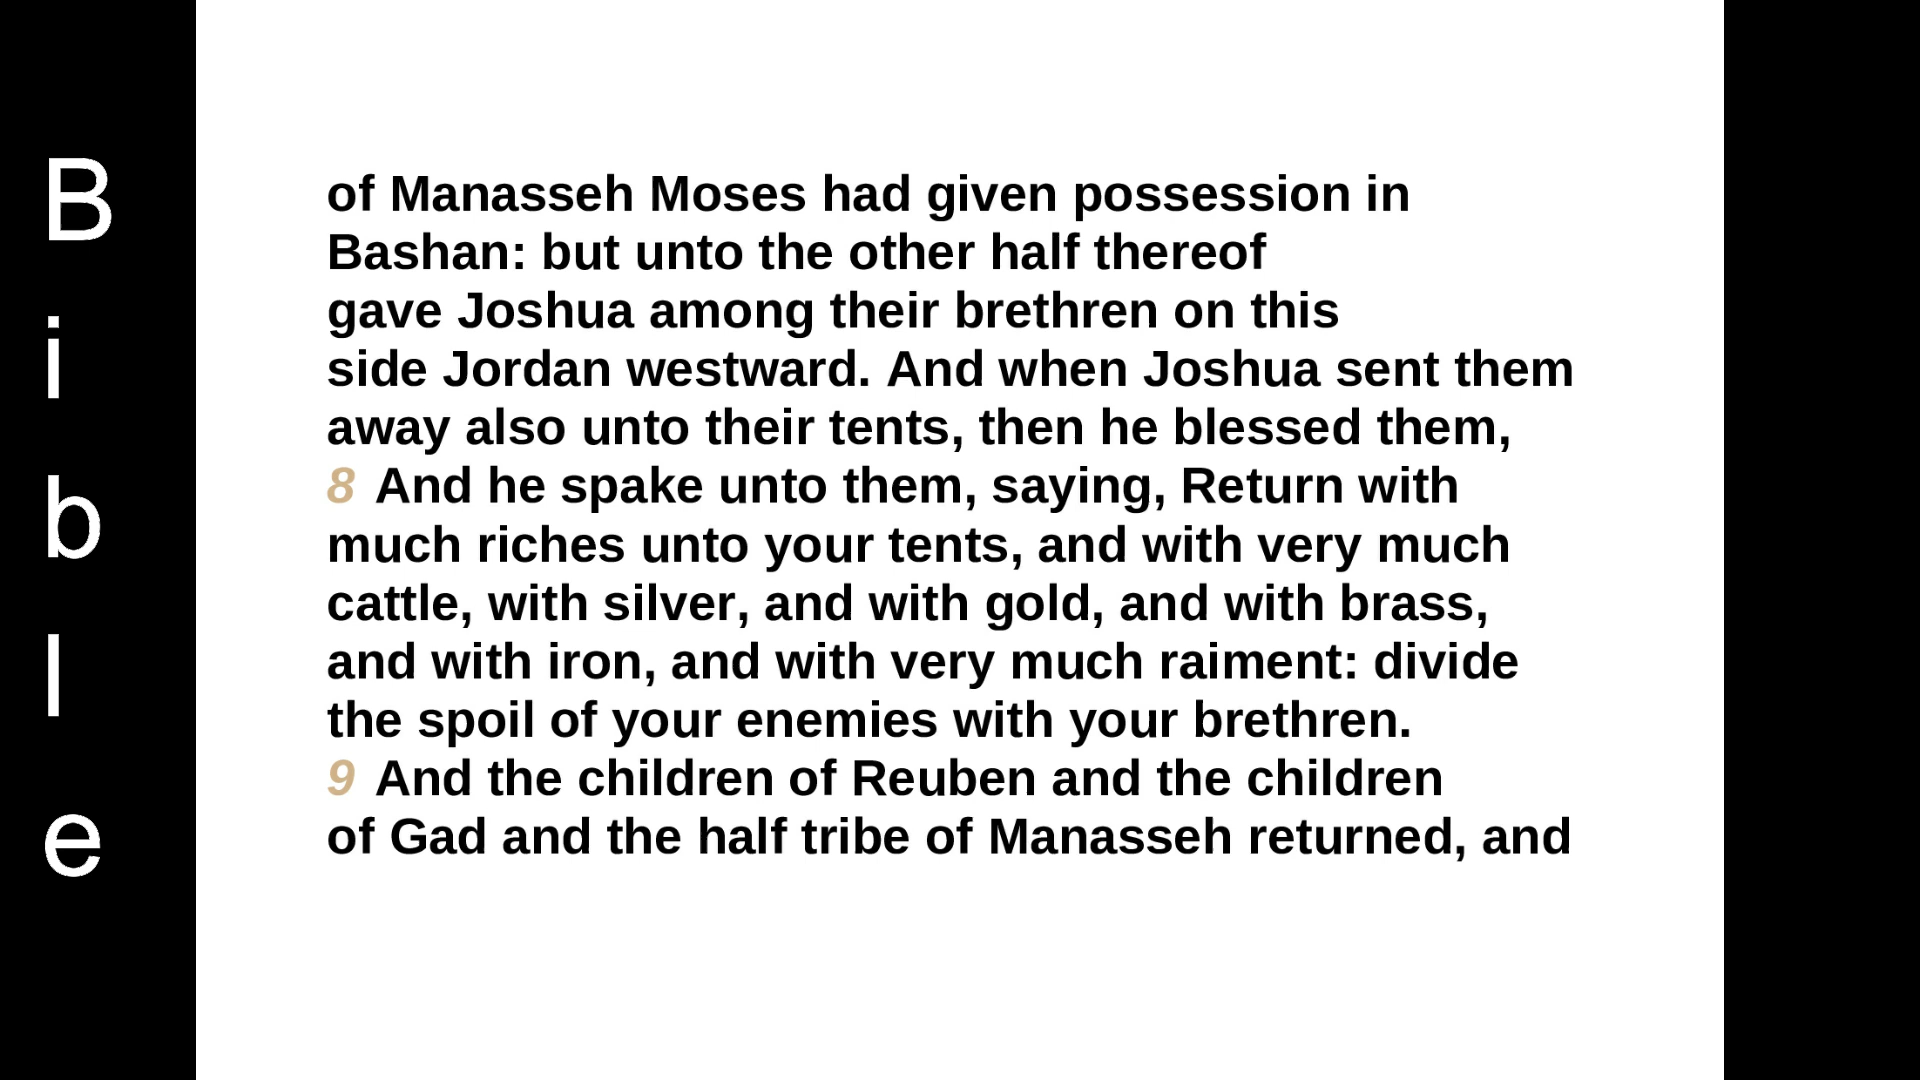 B
i
b
l
e
of Manasseh Moses had given possession in
Bashan: but unto the other half thereof
gave Joshua among their brethren on this
side Jordan westward. And when Joshua sent them
away also unto their tents, then he blessed them,
8 And he spake unto them, saying, Return with
much riches unto your tents, and with very much
cattle, with silver, and with gold, and with brass,
and with iron, and with very much raiment: divide
the spoil of your enemies with your brethren.
9 And the children of Reuben and the children
of Gad and the half tribe of Manasseh returned, and